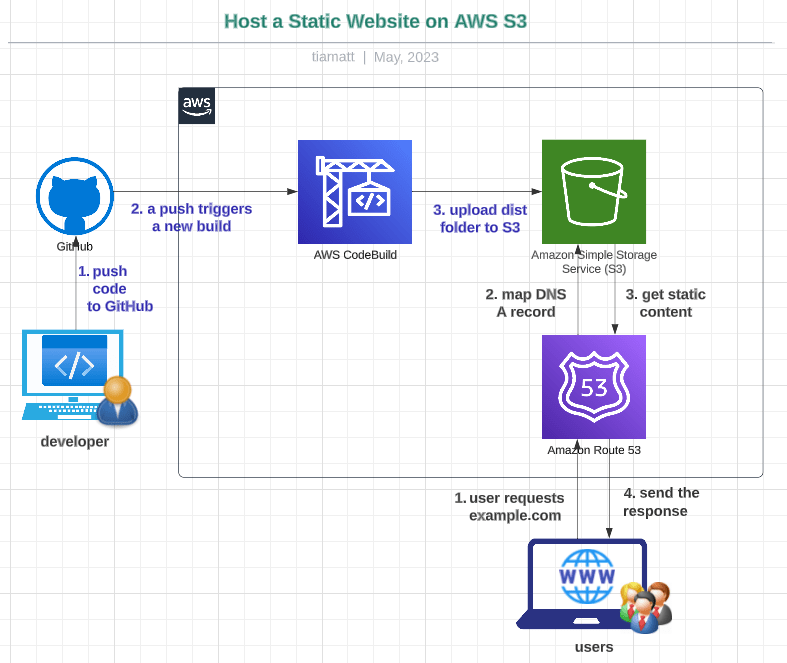 Host a Static Website on AWS S3
tiamatt | May, 2023
aws
2. a push triggers
a new build
3. upload dist
folder to S3
GitHub
AWS CodeBuild
Amazon Simple Storage
Service (S3)
1. push
code
to GitHub
2. map DNS
A record
3. get static
content
</>
</>
53
developer
Amazon Route 53
1. user requests
example.com
4. send the
response
WWW
users